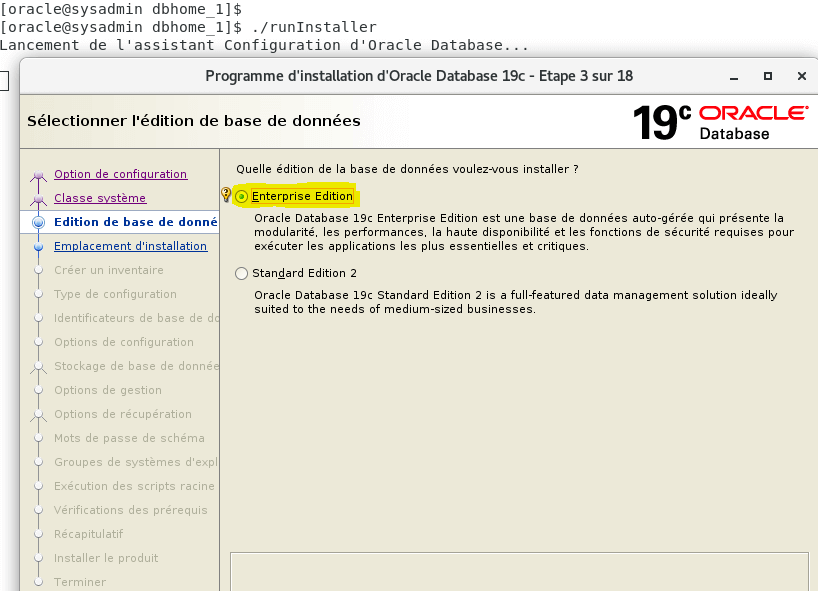 [oracle@sysadmin dbhome_1]$
[oracle@sysadmin dbhome_1]$ ./runInstaller
Lancement de l'assistant Configuration d'Oracle Database...
Programme d'installation d'Oracle Database 19c - Etape 3 sur 18
Sélectionner l'édition de base de données
19c ORACLE
Database
Option de configuration
Classe système
Edition de base de donné
Emplacement d'installation
Créer un inventaire
Type de configuration
Identificateurs de base de do
Options de configuration
Stockage de base de donnée
Options de gestion
Options de récupération
Mots de passe de schéma
Groupes de systèmes d'expl
Exécution des scripts racine
Vérifications des prérequis
Récapitulatif
Installer le produit
Terminer
Quelle édition de la base de données voulez-vous installer ?
Enterprise Edition
Oracle Database 19c Enterprise Edition est une base de données auto-gérée qui présente la
modularité, les performances, la haute disponibilité et les fonctions de sécurité requises pour
exécuter les applications les plus essentielles et critiques.
Standard Edition 2
Oracle Database 19c Standard Edition 2 is a full-featured data management solution ideally
suited to the needs of medium-sized businesses.